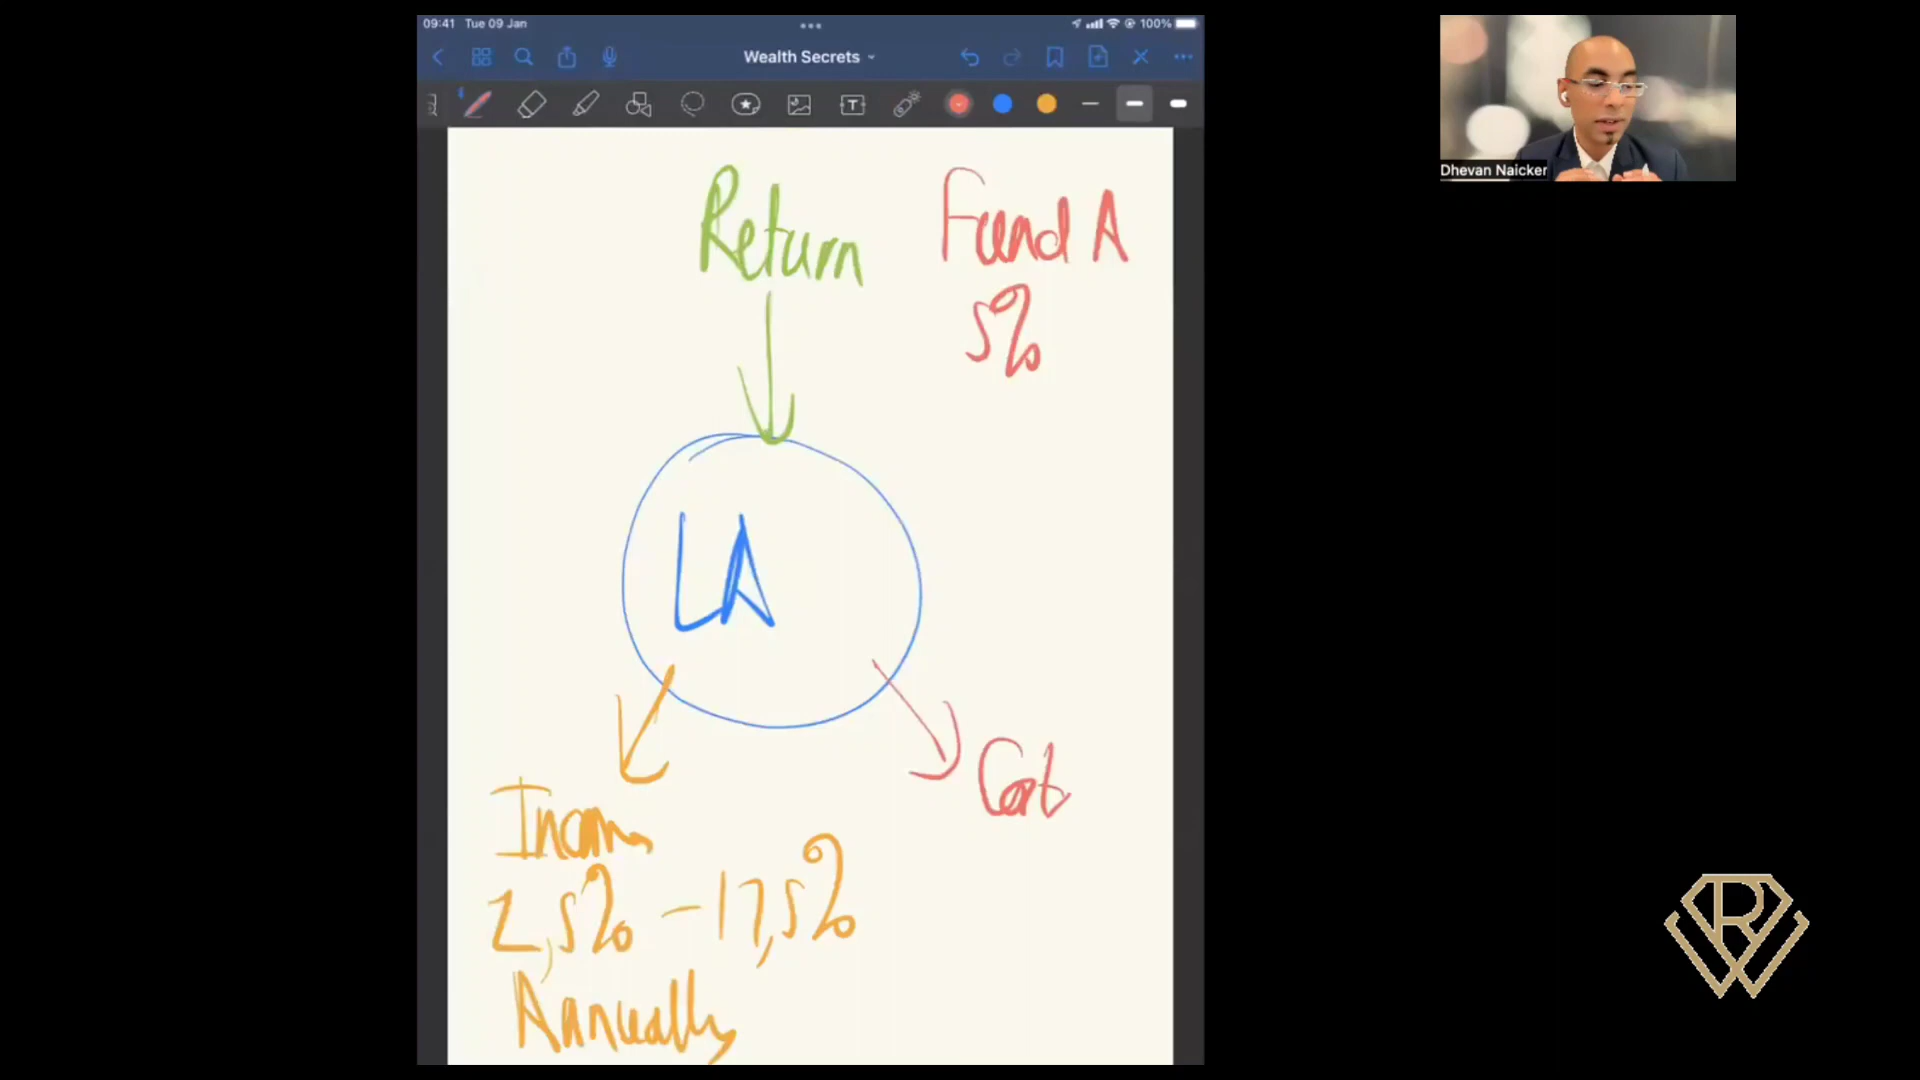 09:41 Tue 09 Jan
100%
Wealth Secrets
T
Dhevan Naicker
Return
Fund A
5%
LA
Cost
Income
2,5% - 17,5%
Annually
RW